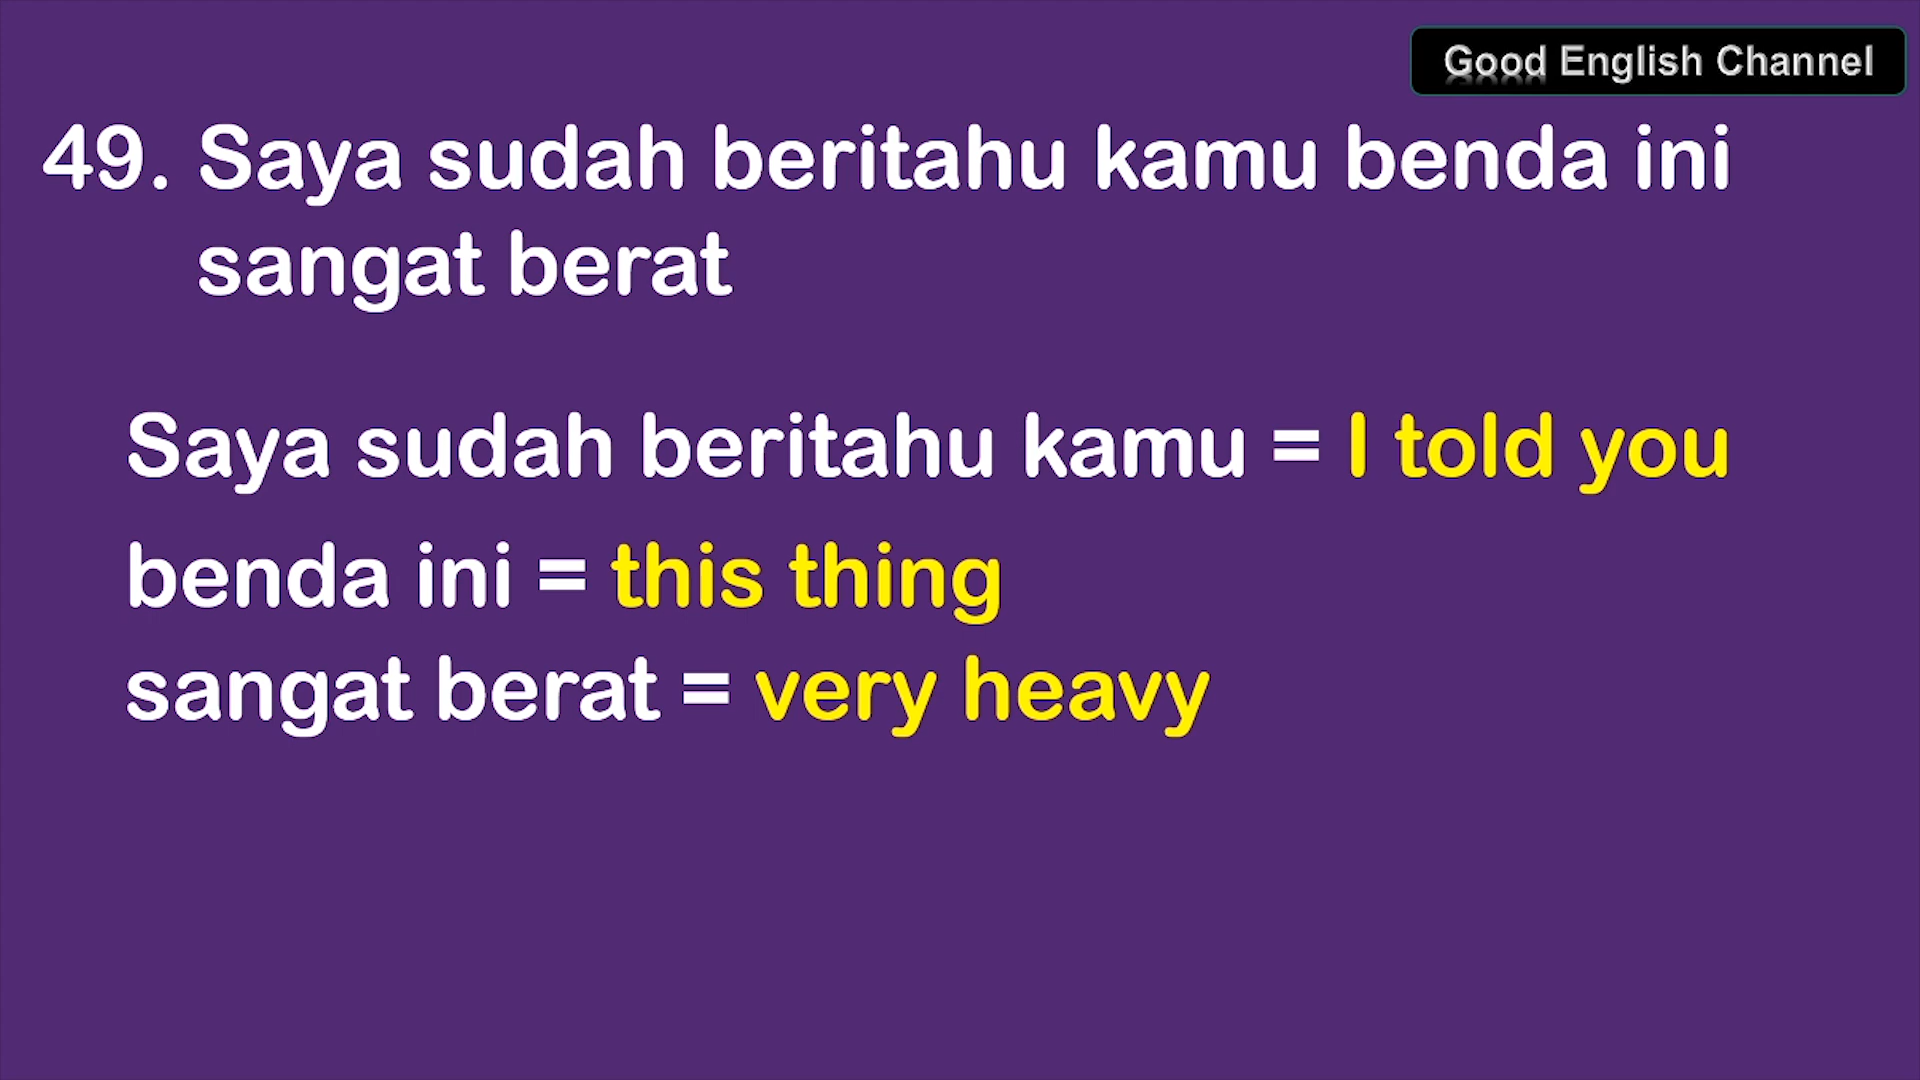 Good English Channel
49. Saya sudah beritahu kamu benda ini
sangat berat
Saya sudah beritahu kamu = I told you
benda ini = this thing
sangat berat = very heavy